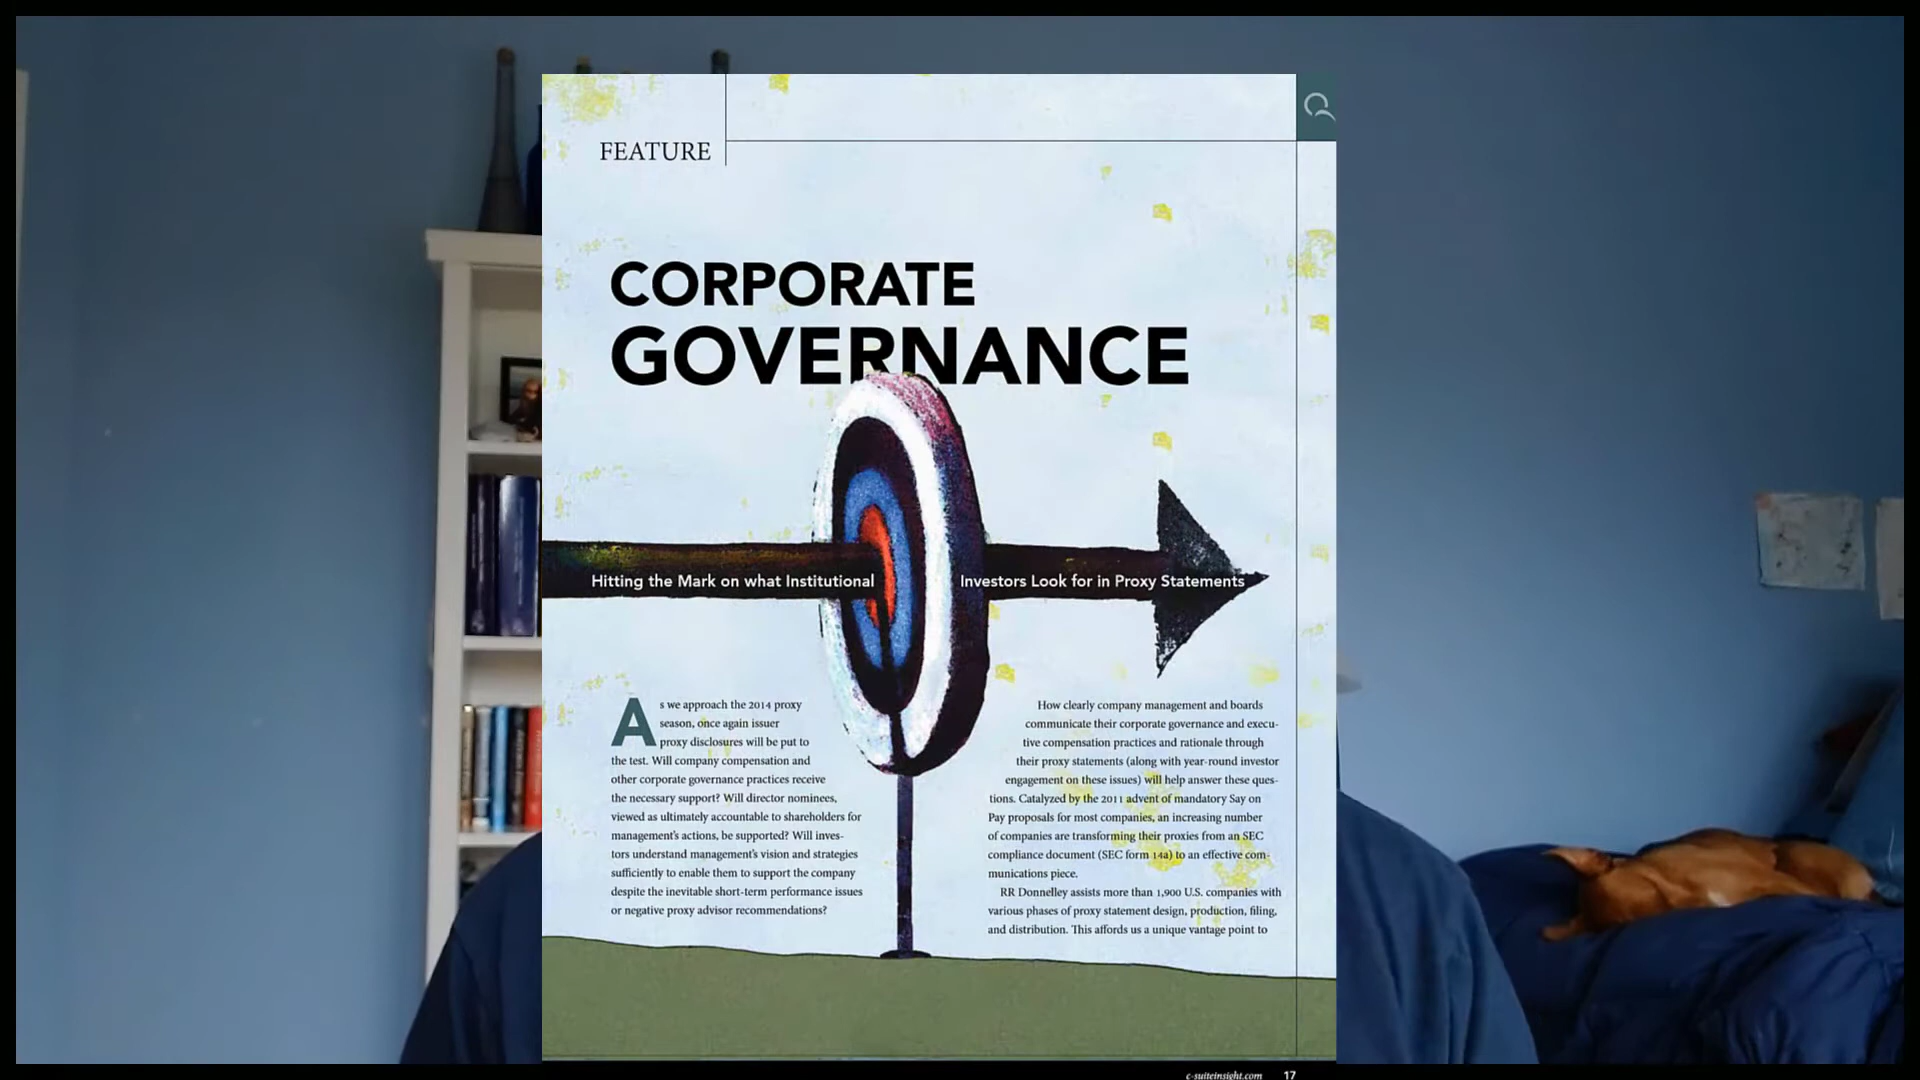 FEATURE
CORPORATE
GOVERNANCE
Hitting the Mark on what Institutional Investors Look for in Proxy Statements
As we approach the 2014 proxy
season, once again issuer
proxy disclosures will be put to
the test. Will company compensation and
other corporate governance practices receive
the necessary support? Will director nominees,
viewed as ultimately accountable to shareholders for
management's actions, be supported? Will inves-
tors understand management's vision and strategies
sufficiently to enable them to support the company
despite the inevitable short-term performance issues
or negative proxy advisor recommendations?
How clearly company management and boards
communicate their corporate governance and execu-
tive compensation practices and rationale through
their proxy statements (along with year-round investor
engagement on these issues) will help answer these ques-
tions. Catalyzed by the 2011 advent of mandatory Say on
Pay proposals for most companies, an increasing number
of companies are transforming their proxies from an SEC
compliance document (SEC form 14a) to an effective com-
munications piece.
RR Donnelley assists more than 1,900 U.S. companies with
various phases of proxy statement design, production, filing,
and distribution. This affords us a unique vantage point to
c-suiteinsight.com 17